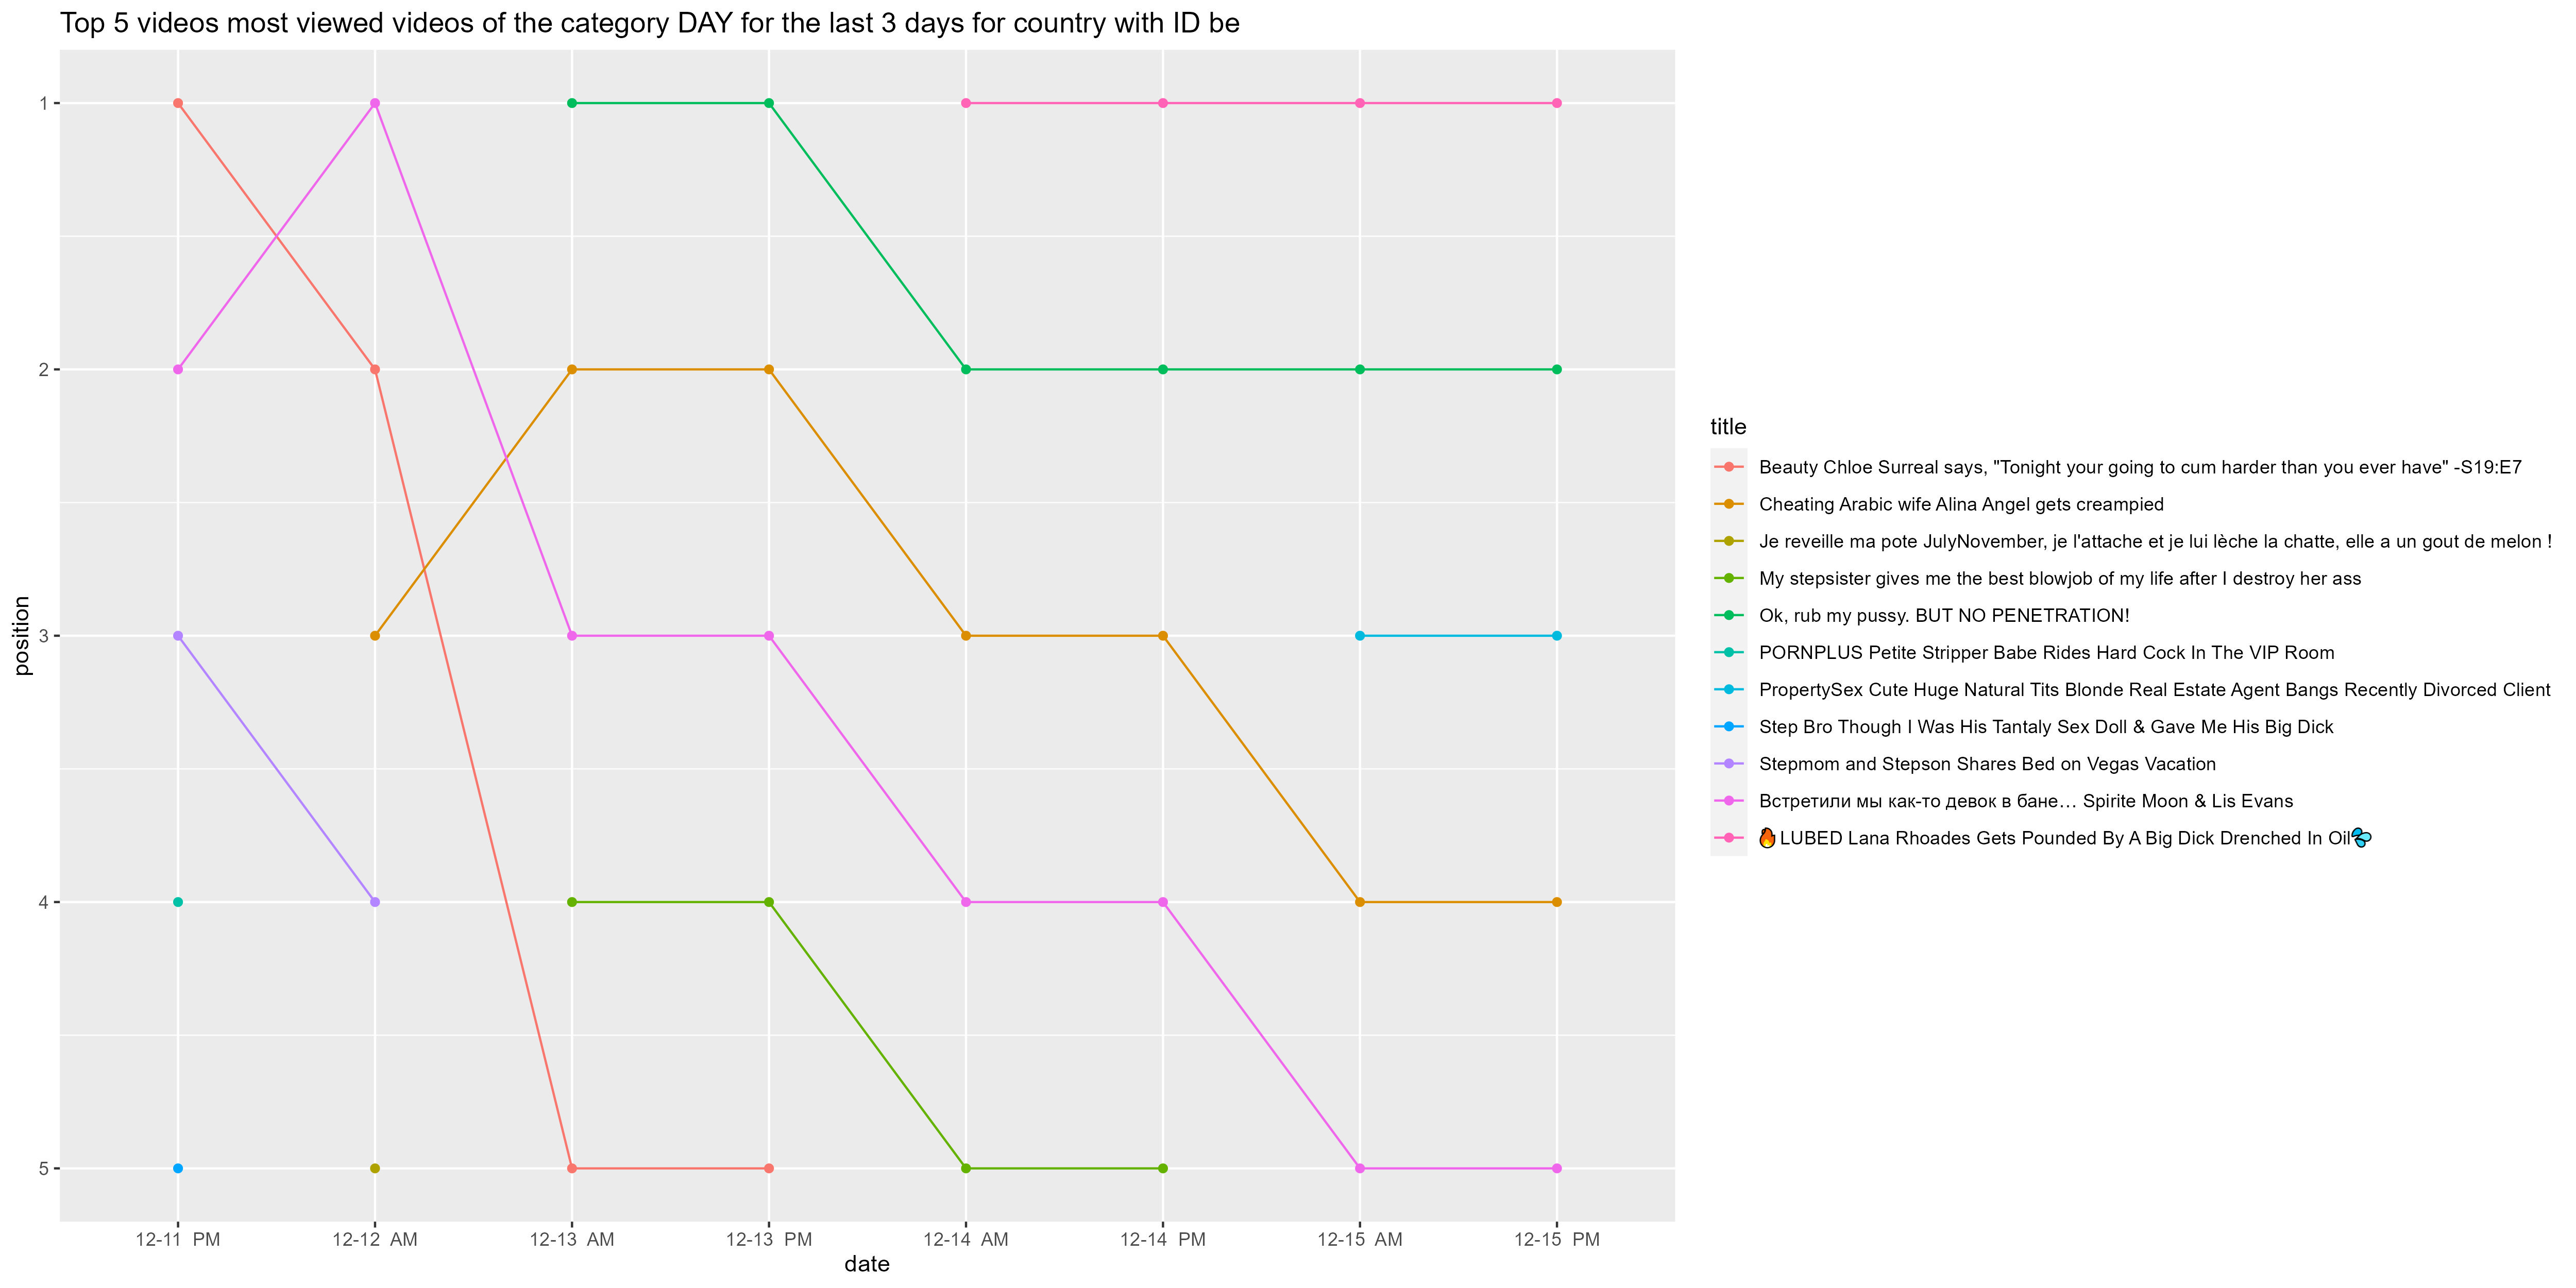 Top 5 videos most viewed videos of the category DAY for the last 3 days for country with ID be
position
1
2
3
4
5
12-11 PM
12-12 AM
12-13 AM
12-13 PM
12-14 AM
12-14 PM
12-15 AM
12-15 PM
date
title
Beauty Chloe Surreal says, "Tonight your going to cum harder than you ever have" -S19:E7
Cheating Arabic wife Alina Angel gets creampied
Je reveille ma pote JulyNovember, je l'attache et je lui lèche la chatte, elle a un gout de melon !
My stepsister gives me the best blowjob of my life after I destroy her ass
Ok, rub my pussy. BUT NO PENETRATION!
PORNPLUS Petite Stripper Babe Rides Hard Cock In The VIP Room
PropertySex Cute Huge Natural Tits Blonde Real Estate Agent Bangs Recently Divorced Client
Step Bro Though I Was His Tantaly Sex Doll & Gave Me His Big Dick
Stepmom and Stepson Shares Bed on Vegas Vacation
Встретили мы как-то девок в бане… Spirite Moon & Lis Evans
🔥LUBED Lana Rhoades Gets Pounded By A Big Dick Drenched In Oil💦